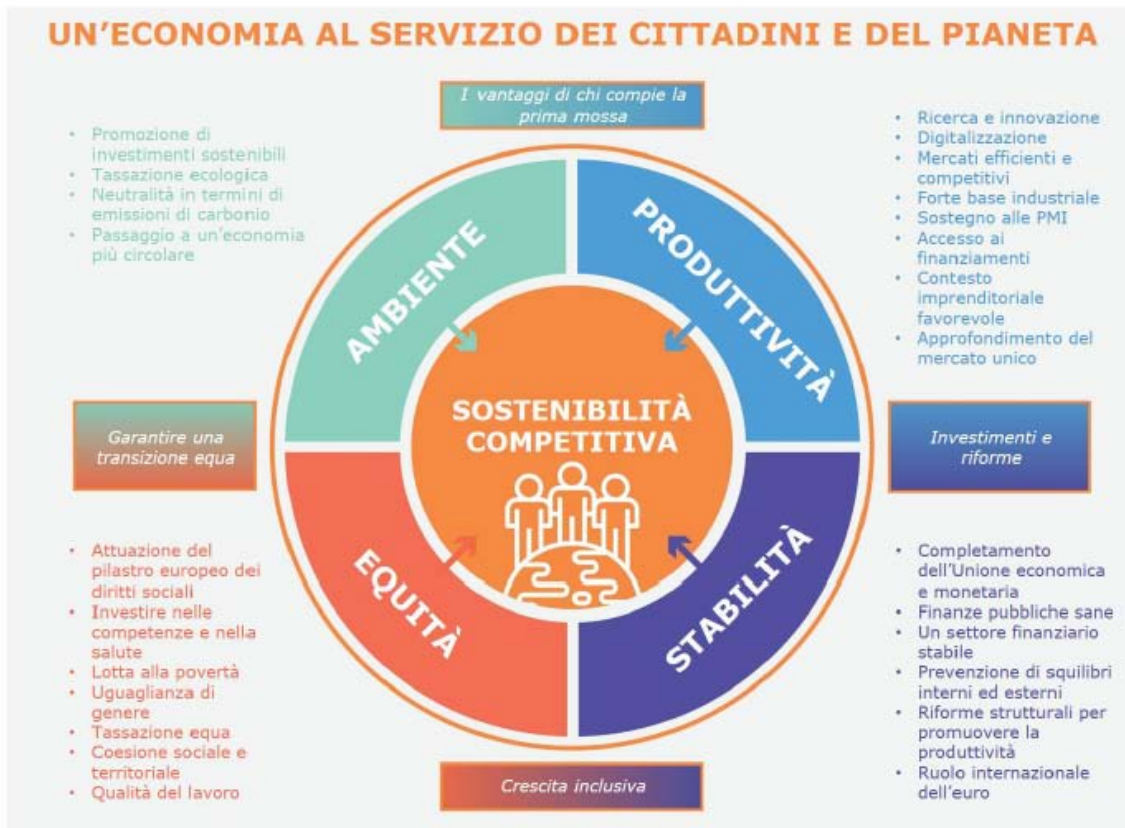 UN'ECONOMIA AL SERVIZIO DEI CITTADINI E DEL PIANETA
I vantaggi di chi compie la
prima mossa
• Promozione di
investimenti sostenibili
• Tassazione ecologica
• Neutralità in termini di
emissioni di carbonio
• Passaggio a un'economia
più circolare
• Ricerca e innovazione
• Digitalizzazione
• Mercati efficienti e
competitivi
• Forte base industriale
• Sostegno alle PMI
• Accesso ai
finanziamenti
• Contesto
imprenditoriale
favorevole
• Approfondimento del
mercato unico
AMBIENTE
PRODUTTIVITÀ
SOSTENIBILITÀ
COMPETITIVA
Garantire una
transizione equa
Investimenti e
riforme
EQUITÀ
STABILITÀ
• Attuazione del
pilastro europeo dei
diritti sociali
• Investire nelle
competenze e nella
salute
• Lotta alla povertà
• Uguaglianza di
genere
• Tassazione equa
• Coesione sociale e
territoriale
• Qualità del lavoro
• Completamento
dell'Unione economica
e monetaria
• Finanze pubbliche sane
• Un settore finanziario
stabile
• Prevenzione di squilibri
interni ed esterni
• Riforme strutturali per
promuovere la
produttività
• Ruolo internazionale
dell'euro
Crescita inclusiva